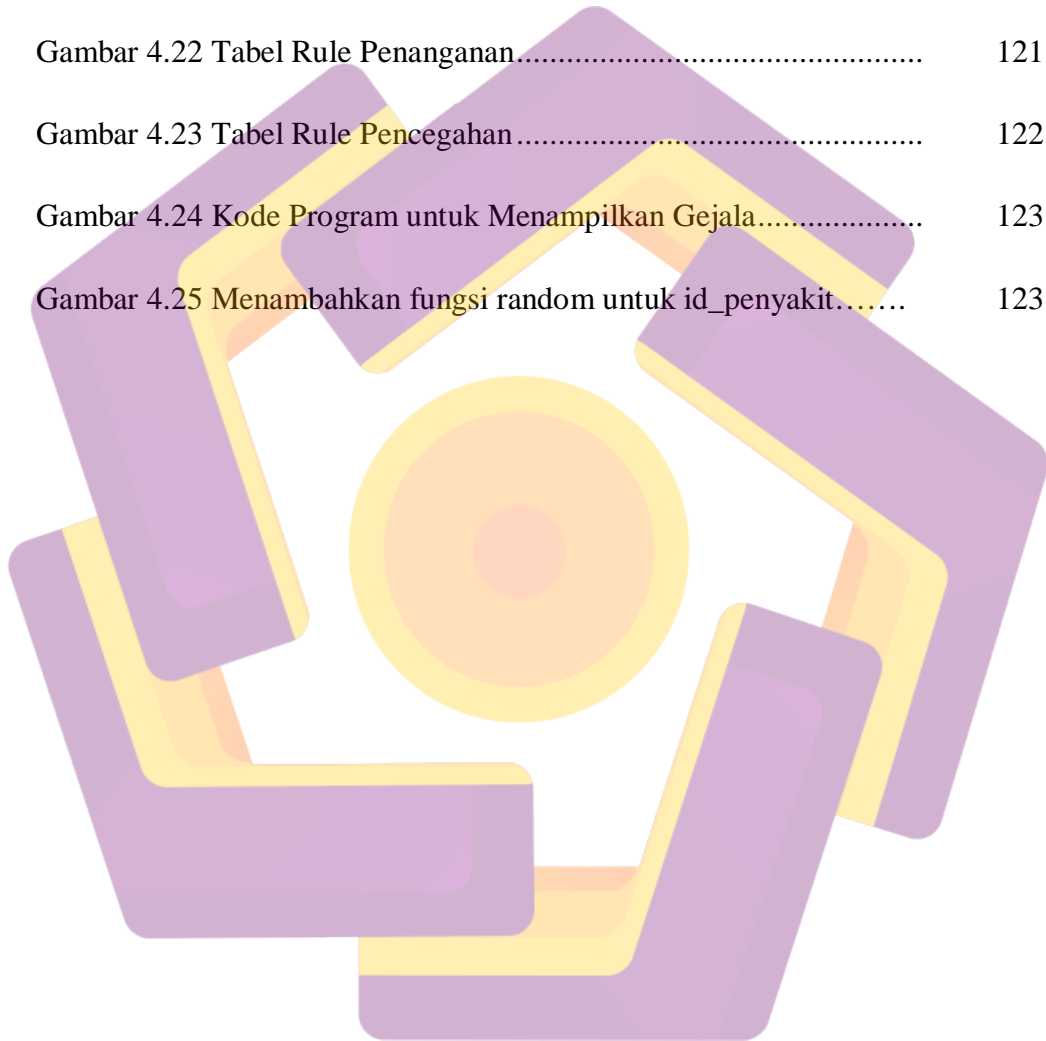 Gambar 4.22 Tabel Rule Penanganan................................................. 121
Gambar 4.23 Tabel Rule Pencegahan................................................. 122
Gambar 4.24 Kode Program untuk Menampilkan Gejala.................... 123
Gambar 4.25 Menambahkan fungsi random untuk id_penyakit……. 123